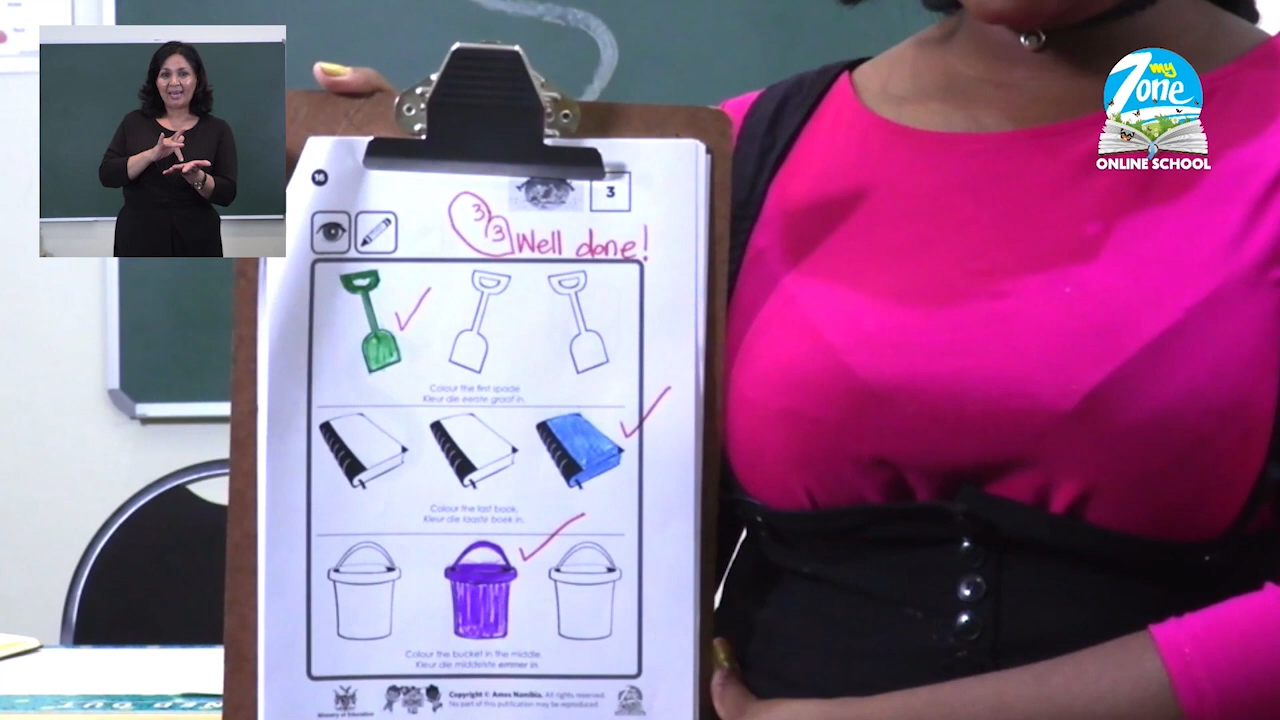 my
Zone
ONLINE SCHOOL
16
3
3/3
Well done!
Colour the first spade.
Kleur die eerste graaf in.
Colour the last book.
Kleur die laaste boek in.
Colour the bucket in the middle.
Kleur die middelste emmer in.
Ministry of Education
Copyright © Amos Namibia. All rights reserved.
No part of this publication may be reproduced.